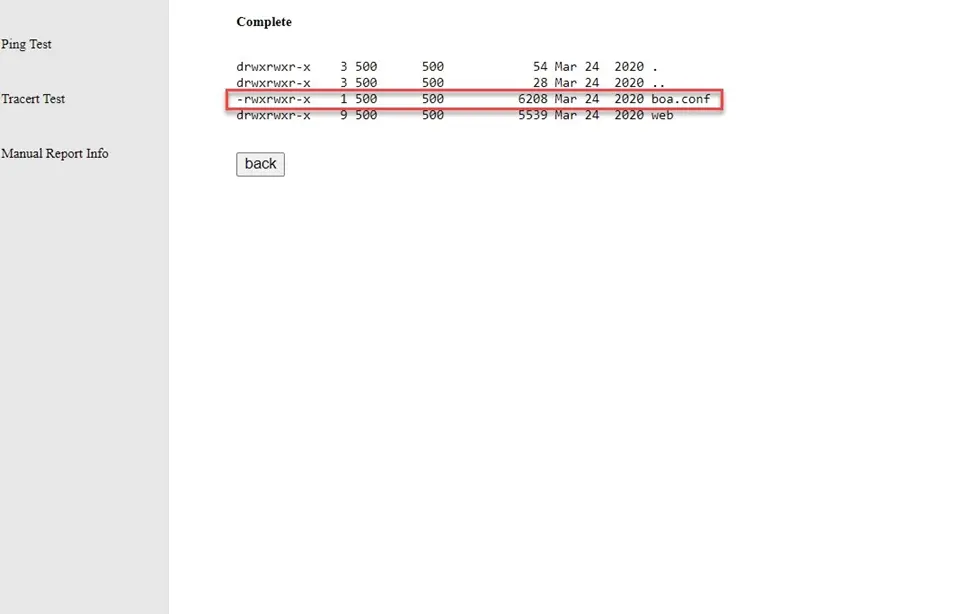 Complete
Ping Test
drwxrwxr-x 3 500 500 54 Mar 24 2020 .
drwxrwxr-x 3 500 500 28 Mar 24 2020 ..
Tracert Test
-rwxrwxr-x 1 500 500 6208 Mar 24 2020 boa.conf
drwxrwxr-x 9 500 500 5539 Mar 24 2020 web
Manual Report Info
back